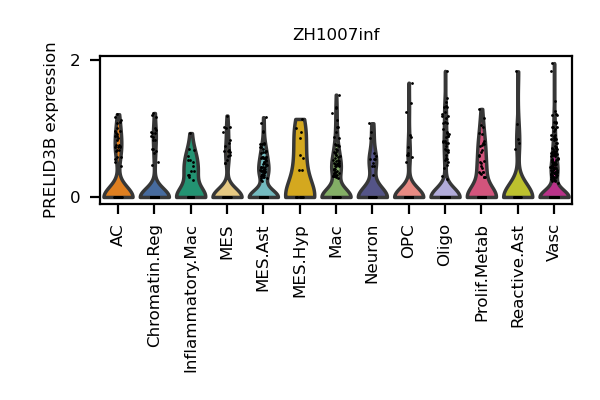 ZH1007inf
PRELID3B expression
2
0
AC
Chromatin.Reg
Inflammatory.Mac
MES
MES.Ast
MES.Hyp
Mac
Neuron
OPC
Oligo
Prolif.Metab
Reactive.Ast
Vasc